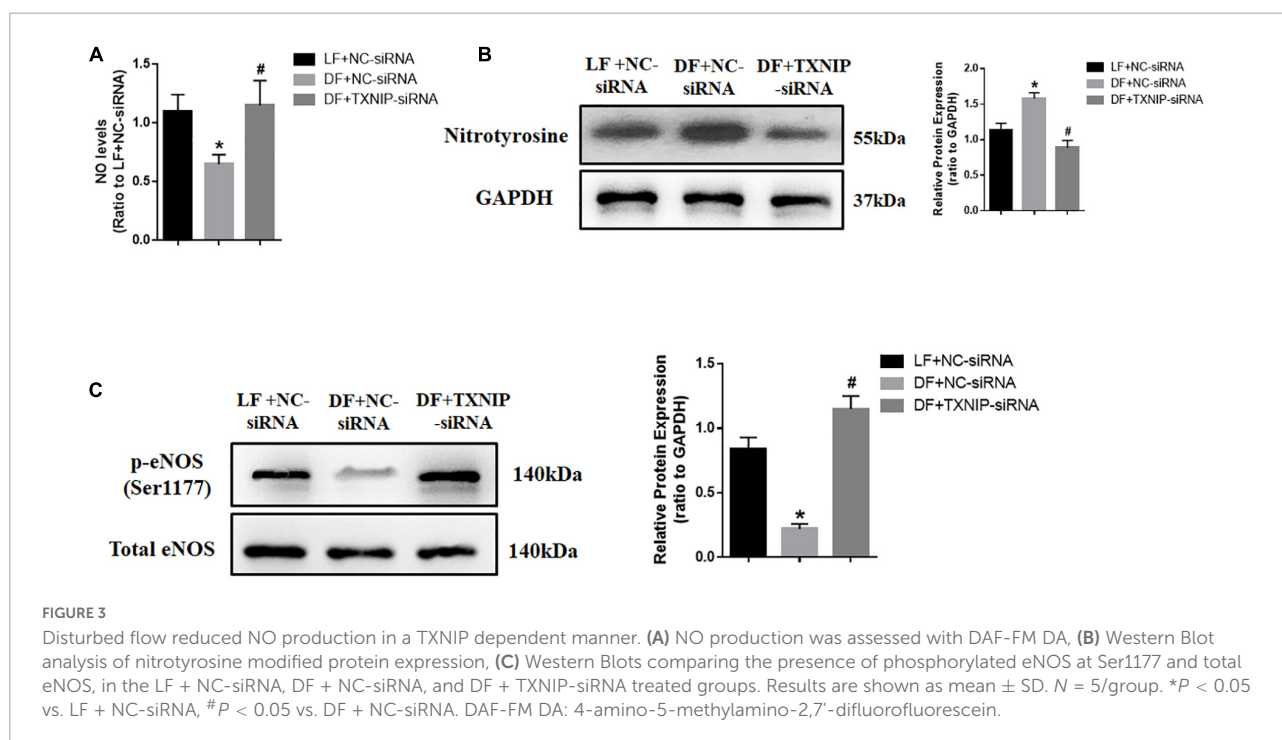 A
NO levels
(Ratio to LF+NC-siRNA)
1.5
1.0
0.5
0.0
*
#
LF+NC-siRNA
DF+NC-siRNA
DF+TXNIP-siRNA
B
LF +NC-
siRNA
DF+NC-
siRNA
DF+TXNIP
-siRNA
Nitrotyrosine
55kDa
GAPDH
37kDa
Relative Protein Expression
(ratio to GAPDH)
2.0
1.5
1.0
0.5
0.0
*
#
LF+NC-siRNA
DF+NC-siRNA
DF+TXNIP-siRNA
C
LF +NC-
siRNA
DF+NC-
siRNA
DF+TXNIP
-siRNA
p-eNOS
(Ser1177)
140kDa
Total eNOS
140kDa
Relative Protein Expression
(ratio to GAPDH)
1.5
1.0
0.5
0.0
*
#
LF+NC-siRNA
DF+NC-siRNA
DF+TXNIP-siRNA
FIGURE 3
Disturbed flow reduced NO production in a TXNIP dependent manner. (A) NO production was assessed with DAF-FM DA, (B) Western Blot
analysis of nitrotyrosine modified protein expression, (C) Western Blots comparing the presence of phosphorylated eNOS at Ser1177 and total
eNOS, in the LF + NC-siRNA, DF + NC-siRNA, and DF + TXNIP-siRNA treated groups. Results are shown as mean ± SD. N = 5/group. *P < 0.05
vs. LF + NC-siRNA, #P < 0.05 vs. DF + NC-siRNA. DAF-FM DA: 4-amino-5-methylamino-2,7′-difluorofluorescein.